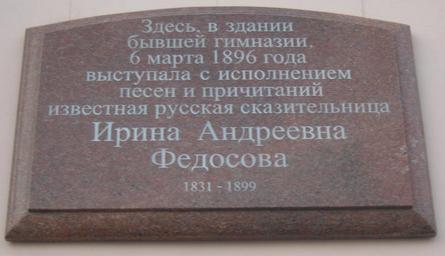 Здесь, в здании
бывшей гимназии,
6 марта 1896 года
выступала с исполнением
песен и причитаний
известная русская сказительница
Ирина Андреевна
Федосова
1831 - 1899